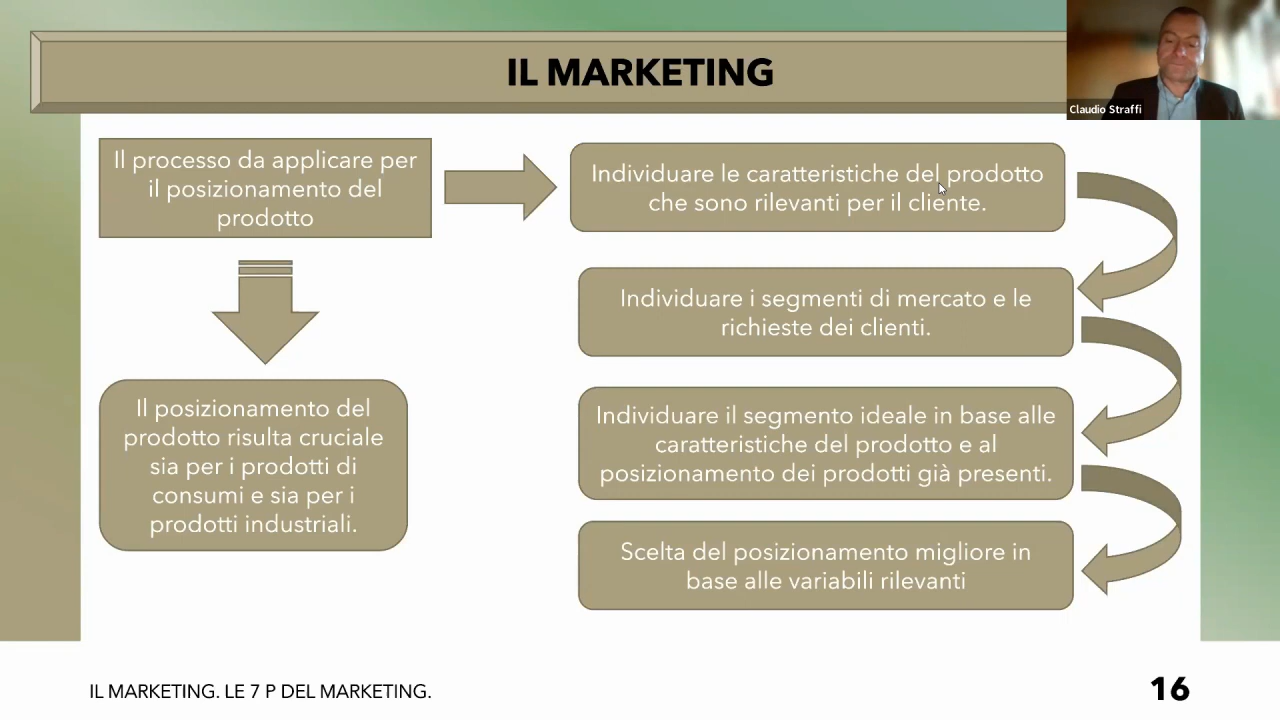 IL MARKETING
Claudio Straffi
Il processo da applicare per
il posizionamento del
prodotto
Individuare le caratteristiche del prodotto
che sono rilevanti per il cliente.
Individuare i segmenti di mercato e le
richieste dei clienti.
Il posizionamento del
prodotto risulta cruciale
sia per i prodotti di
consumi e sia per i
prodotti industriali.
Individuare il segmento ideale in base alle
caratteristiche del prodotto e al
posizionamento dei prodotti già presenti.
Scelta del posizionamento migliore in
base alle variabili rilevanti
IL MARKETING. LE 7 P DEL MARKETING.
16